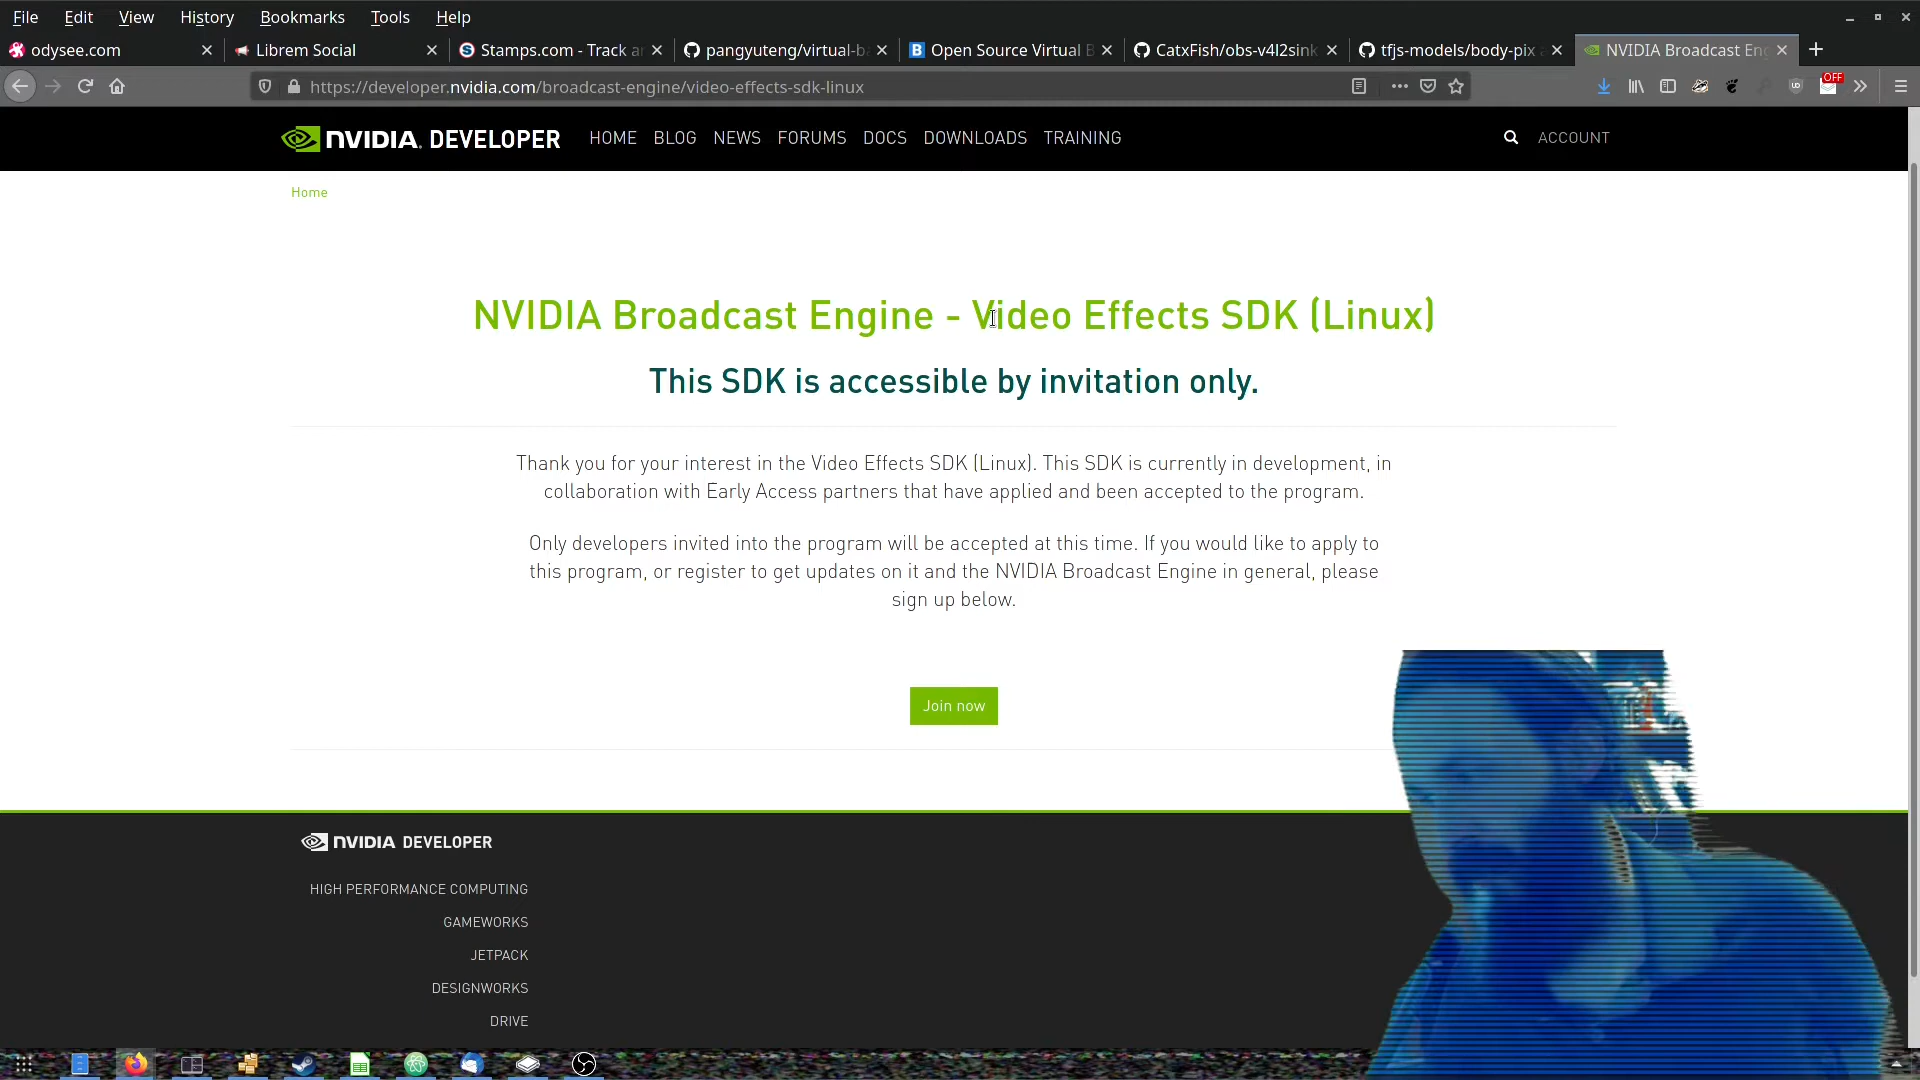 File Edit View History Bookmarks Tools Help
odysee.com
Librem Social
Stamps.com - Track a
pangyuteng/virtual-b
Open Source Virtual B
CatxFish/obs-v4l2sink
tfjs-models/body-pix a
NVIDIA Broadcast Eng
https://developer.nvidia.com/broadcast-engine/video-effects-sdk-linux
OFF
NVIDIA. DEVELOPER HOME BLOG NEWS FORUMS DOCS DOWNLOADS TRAINING ACCOUNT
Home
NVIDIA Broadcast Engine - Video Effects SDK (Linux)
This SDK is accessible by invitation only.
Thank you for your interest in the Video Effects SDK (Linux). This SDK is currently in development, in
collaboration with Early Access partners that have applied and been accepted to the program.
Only developers invited into the program will be accepted at this time. If you would like to apply to
this program, or register to get updates on it and the NVIDIA Broadcast Engine in general, please
sign up below.
Join now
NVIDIA DEVELOPER
HIGH PERFORMANCE COMPUTING
GAMEWORKS
JETPACK
DESIGNWORKS
DRIVE